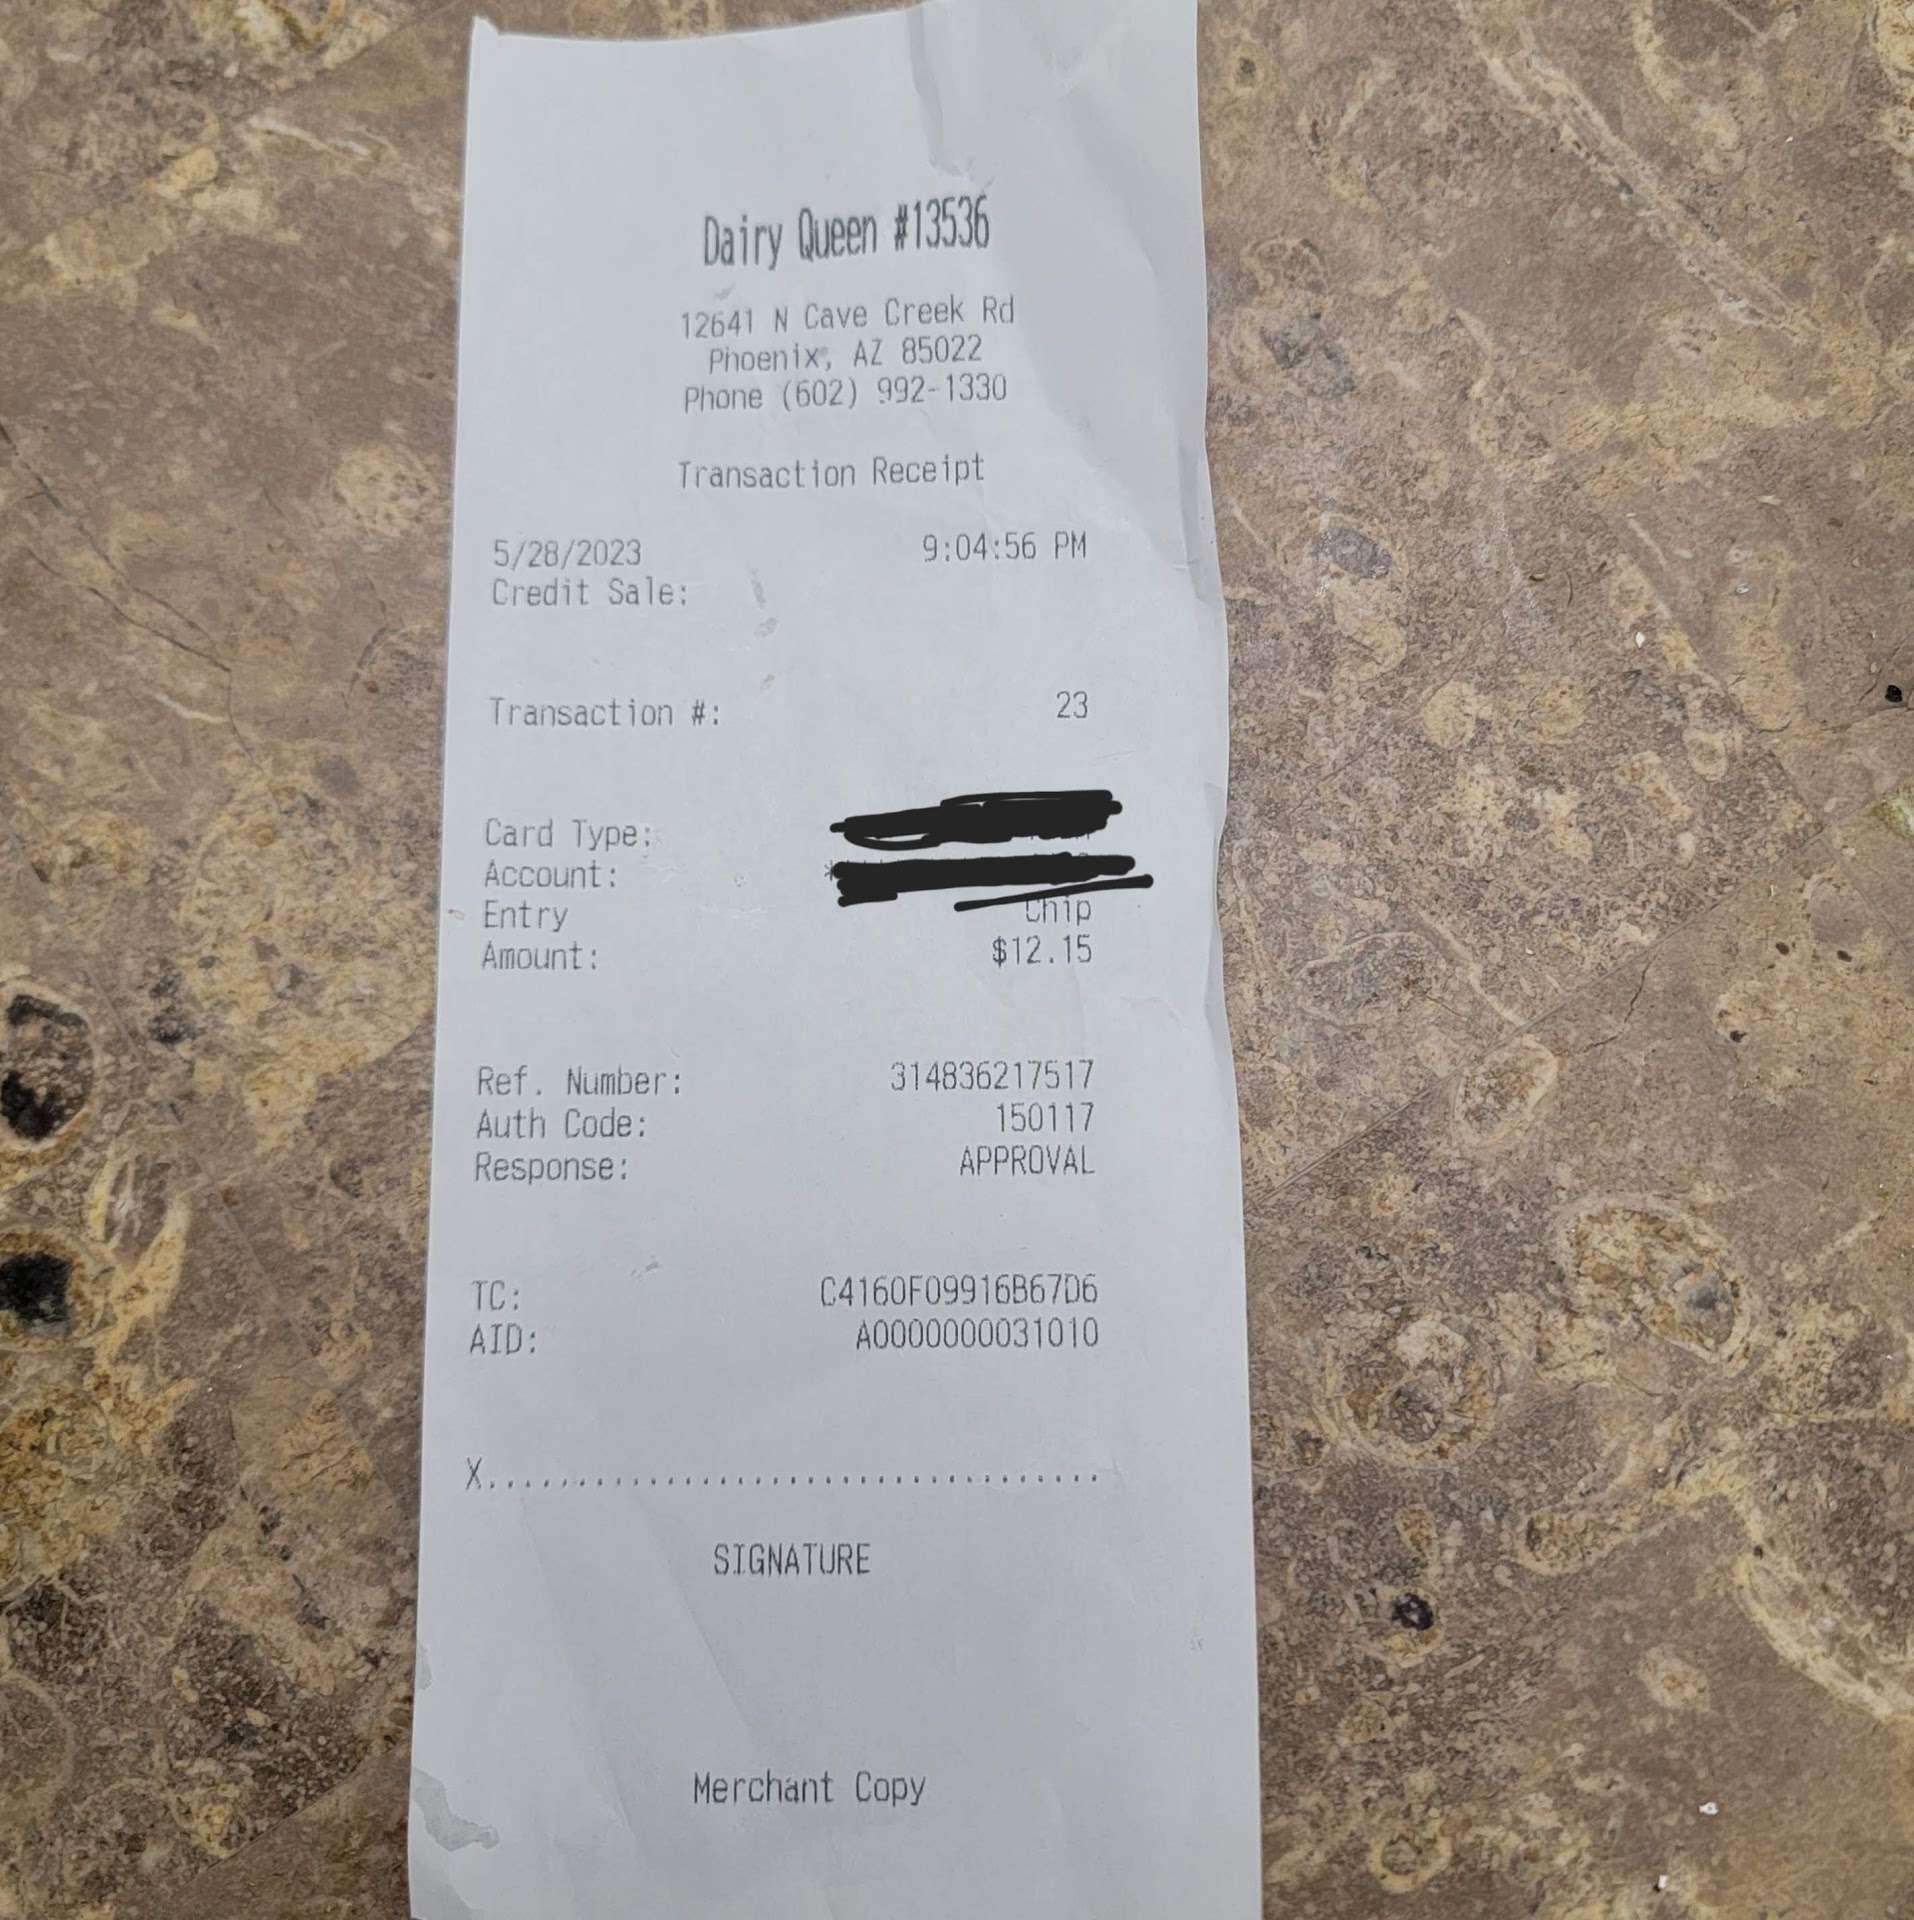 Dairy Queen #13536
12641 N Cave Creek Rd
Phoenix, AZ 85022
Phone (602) 992-1330
Transaction Receipt
5/28/2023 9:04:56 PM
Credit Sale:
Transaction #: 23
Card Type:
Account:
Entry Chip
Amount: $12.15
Ref. Number: 314836217517
Auth Code: 150117
Response: APPROVAL
TC: C4160F09916B67D6
AID: A0000000031010
X......................................
SIGNATURE
Merchant Copy